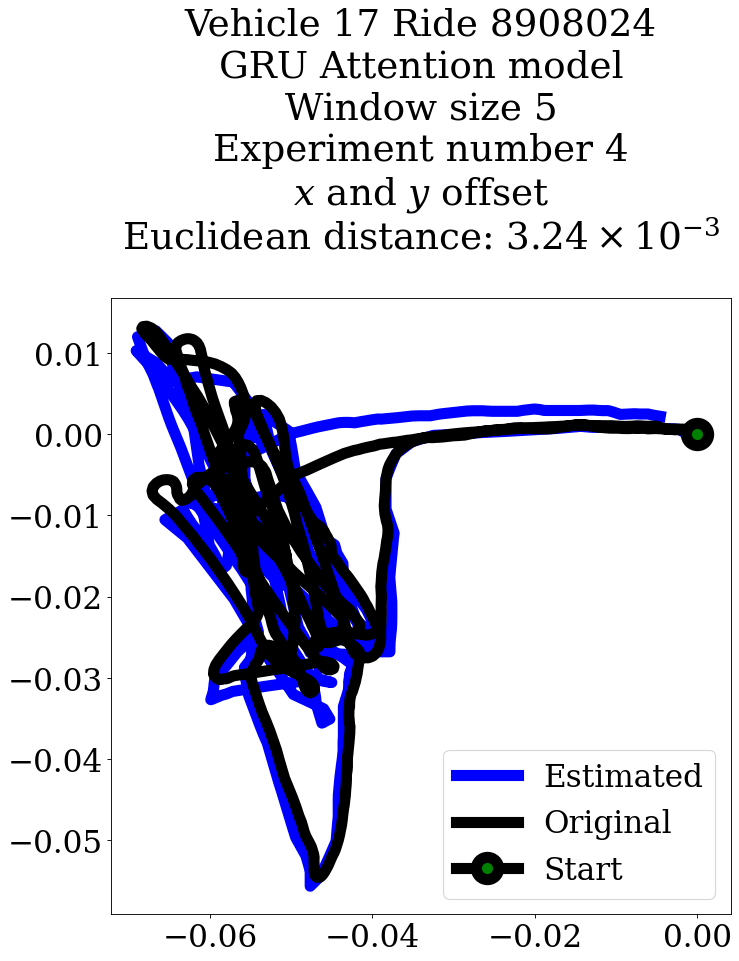 Vehicle 17 Ride 8908024
GRU Attention model
Window size 5
Experiment number 4
x and y offset
Euclidean distance: 3.24 × 10⁻³
0.01
0.00
−0.01
−0.02
−0.03
−0.04
−0.05
Estimated
Original
Start
−0.06 −0.04 −0.02 0.00